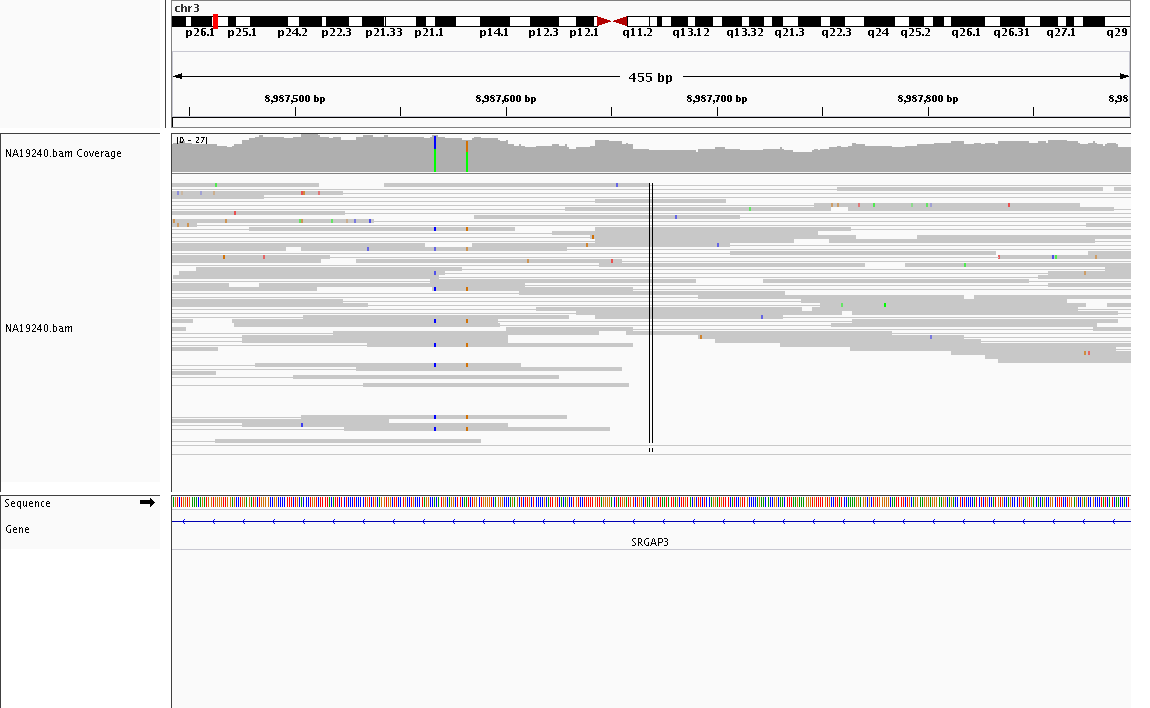 chr3
p26.1 p25.1 p24.2 p22.3 p21.33 p21.1 p14.1 p12.3 p12.1 q11.2 q13.12 q13.32 q21.3 q22.3 q24 q25.2 q26.1 q26.31 q27.1 q29
455 bp
8,987,500 bp 8,987,600 bp 8,987,700 bp 8,987,800 bp 8,98
NA19240.bam Coverage
[0 - 27]
NA19240.bam
Sequence
Gene
SRGAP3